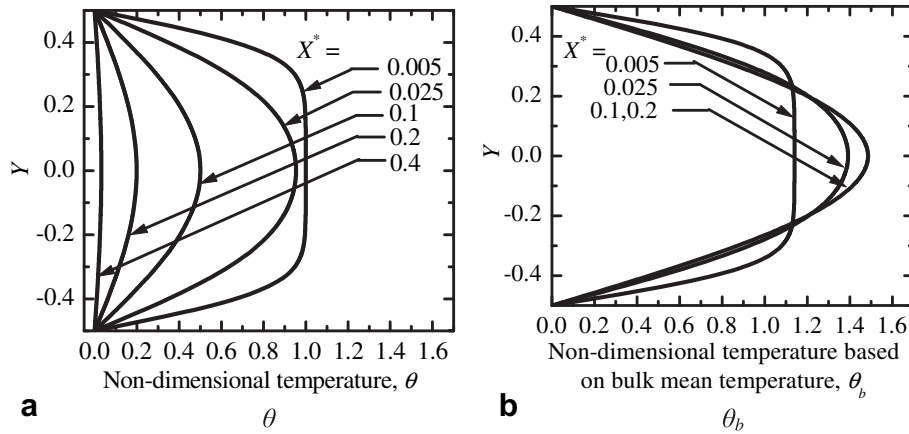 0.4
0.2
0.0
-0.2
-0.4
Y
X* =
0.005
0.025
0.1
0.2
0.4
0.0 0.2 0.4 0.6 0.8 1.0 1.2 1.4 1.6
Non-dimensional temperature, θ
a
θ
0.4
0.2
0.0
-0.2
-0.4
Y
X* =
0.005
0.025
0.1,0.2
0.0 0.2 0.4 0.6 0.8 1.0 1.2 1.4 1.6
Non-dimensional temperature based
on bulk mean temperature, θb
b
θb